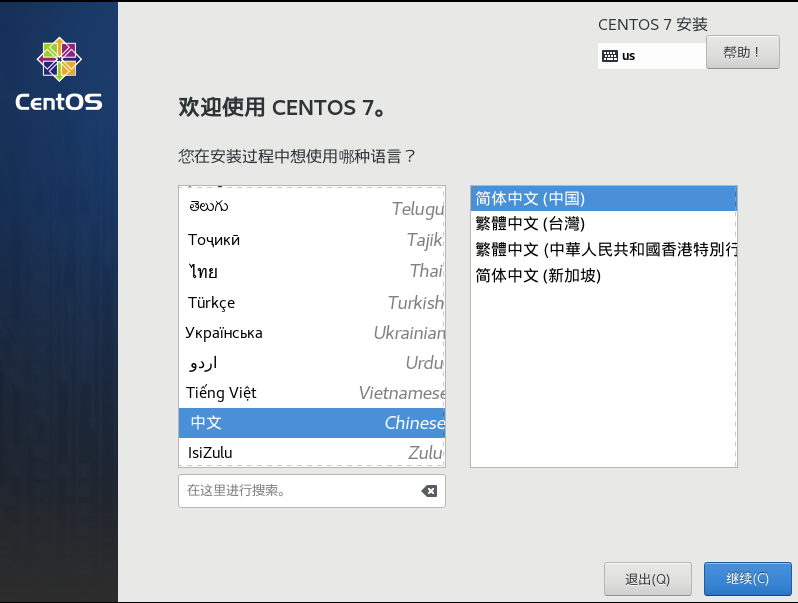 CentOS
CENTOS 7 安装
us
帮助！
欢迎使用 CENTOS 7。
您在安装过程中想使用哪种语言？
తెలుగు Telugu
Тоҷикӣ Tajik
ไทย Thai
Türkçe Turkish
Українська Ukrainian
اردو Urdu
Tiếng Việt Vietnamese
中文 Chinese
IsiZulu Zulu
简体中文 (中国)
繁體中文 (台灣)
繁體中文 (中華人民共和國香港特別行
简体中文 (新加坡)
在这里进行搜索。
退出(Q)
继续(C)